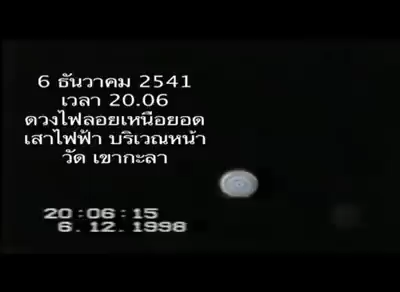 6 ธันวาคม 2541
เวลา 20.06
ดวงไฟลอยเหนือยอด
เสาไฟฟ้า บริเวณหน้า
วัด เขากะลา
20:06:15
6.12.1998